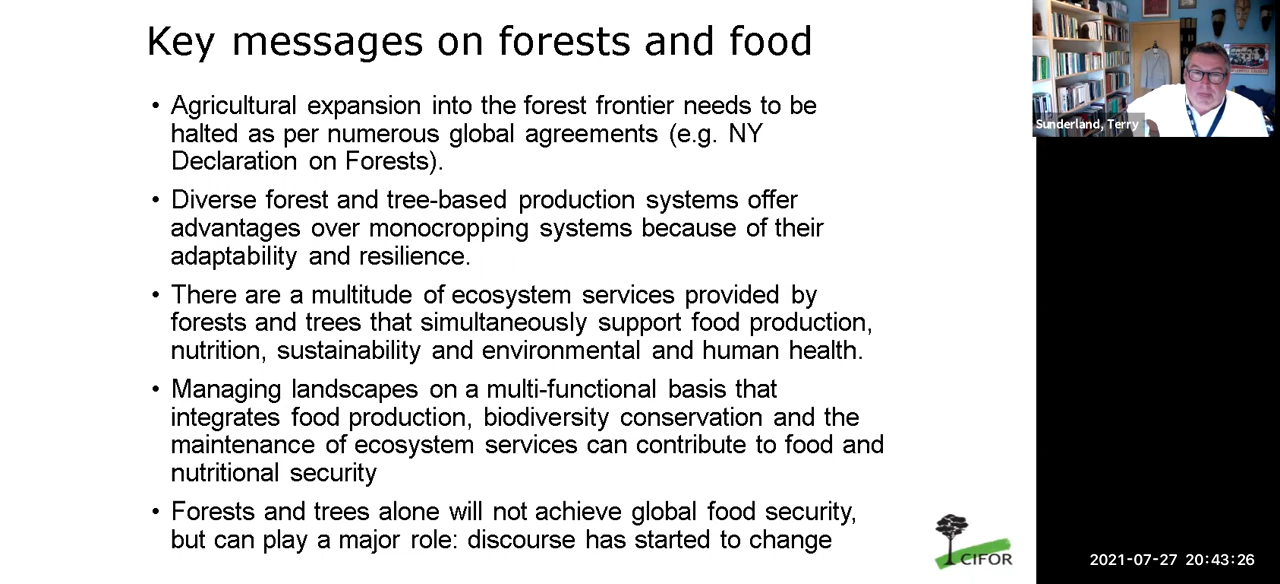 Key messages on forests and food
• Agricultural expansion into the forest frontier needs to be
halted as per numerous global agreements (e.g. NY
Declaration on Forests).
• Diverse forest and tree-based production systems offer
advantages over monocropping systems because of their
adaptability and resilience.
• There are a multitude of ecosystem services provided by
forests and trees that simultaneously support food production,
nutrition, sustainability and environmental and human health.
• Managing landscapes on a multi-functional basis that
integrates food production, biodiversity conservation and the
maintenance of ecosystem services can contribute to food and
nutritional security
• Forests and trees alone will not achieve global food security,
but can play a major role: discourse has started to change
CIFOR
Sunderland, Terry
2021-07-27 20:43:26